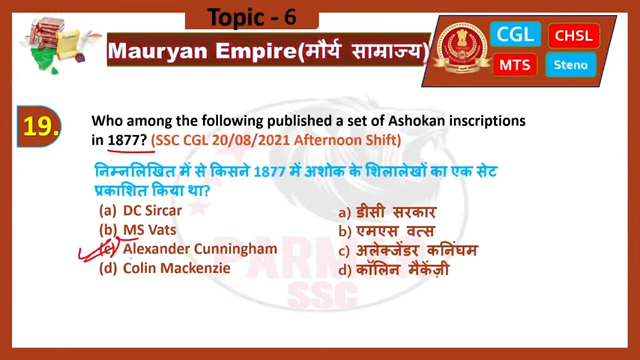 Topic - 6
Mauryan Empire(मौर्य सामाज्य)
CGL
CHSL
MTS
Steno
19.
Who among the following published a set of Ashokan inscriptions
in 1877? (SSC CGL 20/08/2021 Afternoon Shift)
निम्नलिखित में से किसने 1877 में अशोक के शिलालेखों का एक सेट
प्रकाशित किया था?
(a) DC Sircar
(b) MS Vats
(c) Alexander Cunningham
(d) Colin Mackenzie
a) डीसी सरकार
b) एमएस वत्स
c) अलेक्जेंडर कनिंघम
d) कॉलिन मैकेंज़ी
PARMAR
SSC